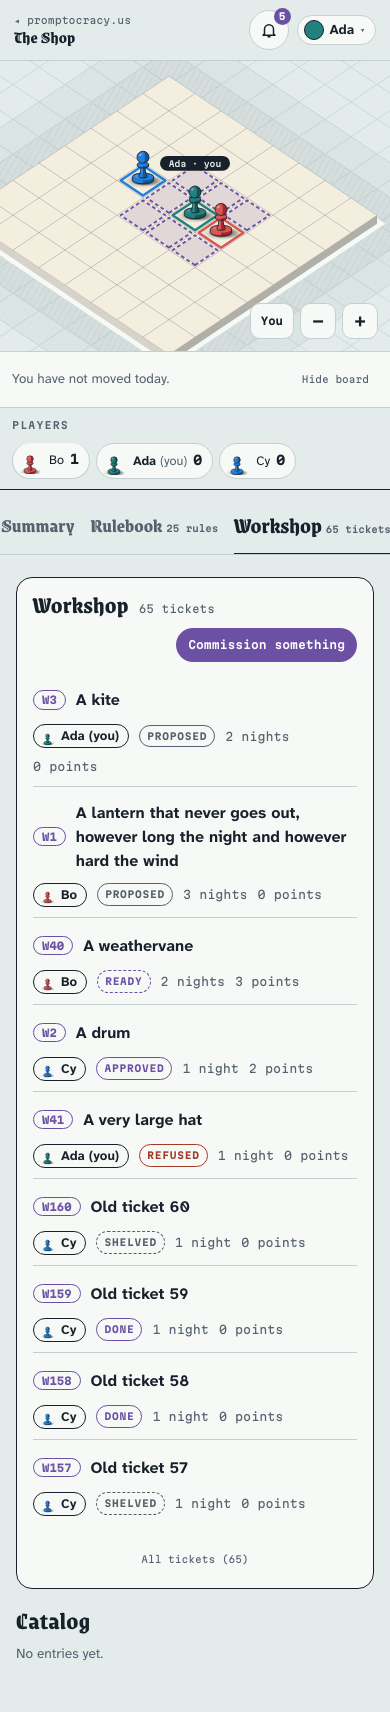 ◂ promptocracy.us
The Shop
5
Ada ▾
Ada · you
You
−
+
You have not moved today.
Hide board
PLAYERS
Bo 1
Ada (you) 0
Cy 0
Summary
Rulebook 25 rules
Workshop 65 tickets
Workshop 65 tickets
Commission something
W3 A kite
Ada (you) PROPOSED 2 nights
0 points
W1 A lantern that never goes out,
however long the night and however
hard the wind
Bo PROPOSED 3 nights 0 points
W40 A weathervane
Bo READY 2 nights 3 points
W2 A drum
Cy APPROVED 1 night 2 points
W41 A very large hat
Ada (you) REFUSED 1 night 0 points
W160 Old ticket 60
Cy SHELVED 1 night 0 points
W159 Old ticket 59
Cy DONE 1 night 0 points
W158 Old ticket 58
Cy DONE 1 night 0 points
W157 Old ticket 57
Cy SHELVED 1 night 0 points
All tickets (65)
Catalog
No entries yet.